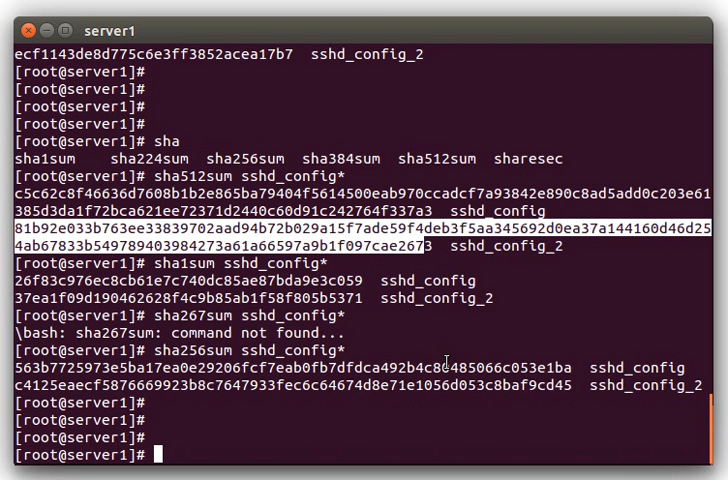 server1
ecf1143de8d775c6e3ff3852acea17b7  sshd_config_2
[root@server1]#
[root@server1]#
[root@server1]#
[root@server1]#
[root@server1]# sha
sha1sum    sha224sum  sha256sum  sha384sum  sha512sum  sharesec
[root@server1]# sha512sum sshd_config*
c5c62c8f46636d7608b1b2e865ba79404f5614500eab970ccadcf7a93842e890c8ad5add0c203e61
385d3da1f72bca621ee72371d2440c60d91c242764f337a3  sshd_config
81b92e033b763ee33839702aad94b72b029a15f7ade59f4deb3f5aa345692d0ea37a144160d46d25
4ab67833b549789403984273a61a66597a9b1f097cae2673  sshd_config_2
[root@server1]# sha1sum sshd_config*
26f83c976ec8cb61e7c740dc85ae87bda9e3c059  sshd_config
37ea1f09d190462628f4c9b85ab1f58f805b5371  sshd_config_2
[root@server1]# sha267sum sshd_config*
\bash: sha267sum: command not found...
[root@server1]# sha256sum sshd_config*
563b7725973e5ba17ea0e29206fcf7eab0fb7dfdca492b4c80485066c053e1ba  sshd_config
c4125eaecf5876669923b8c7647933fec6c64674d8e71e1056d053c8baf9cd45  sshd_config_2
[root@server1]#
[root@server1]#
[root@server1]#
[root@server1]#